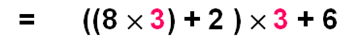 = ((8 × 3) + 2 ) × 3 + 6